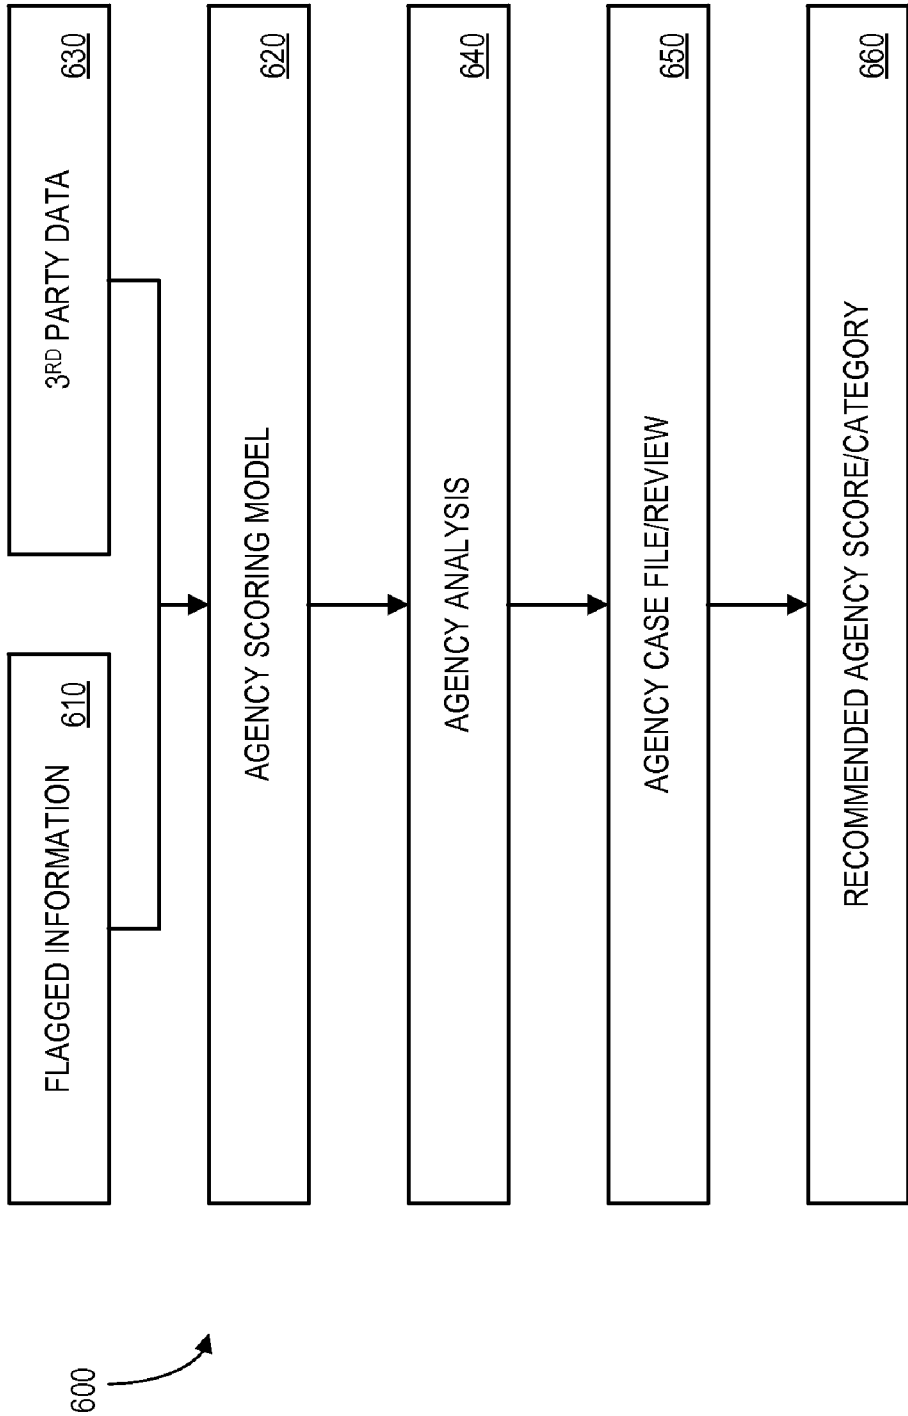 600
FLAGGED INFORMATION
610
3RD PARTY DATA
630
AGENCY SCORING MODEL
620
AGENCY ANALYSIS
640
AGENCY CASE FILE/REVIEW
650
RECOMMENDED AGENCY SCORE/CATEGORY
660